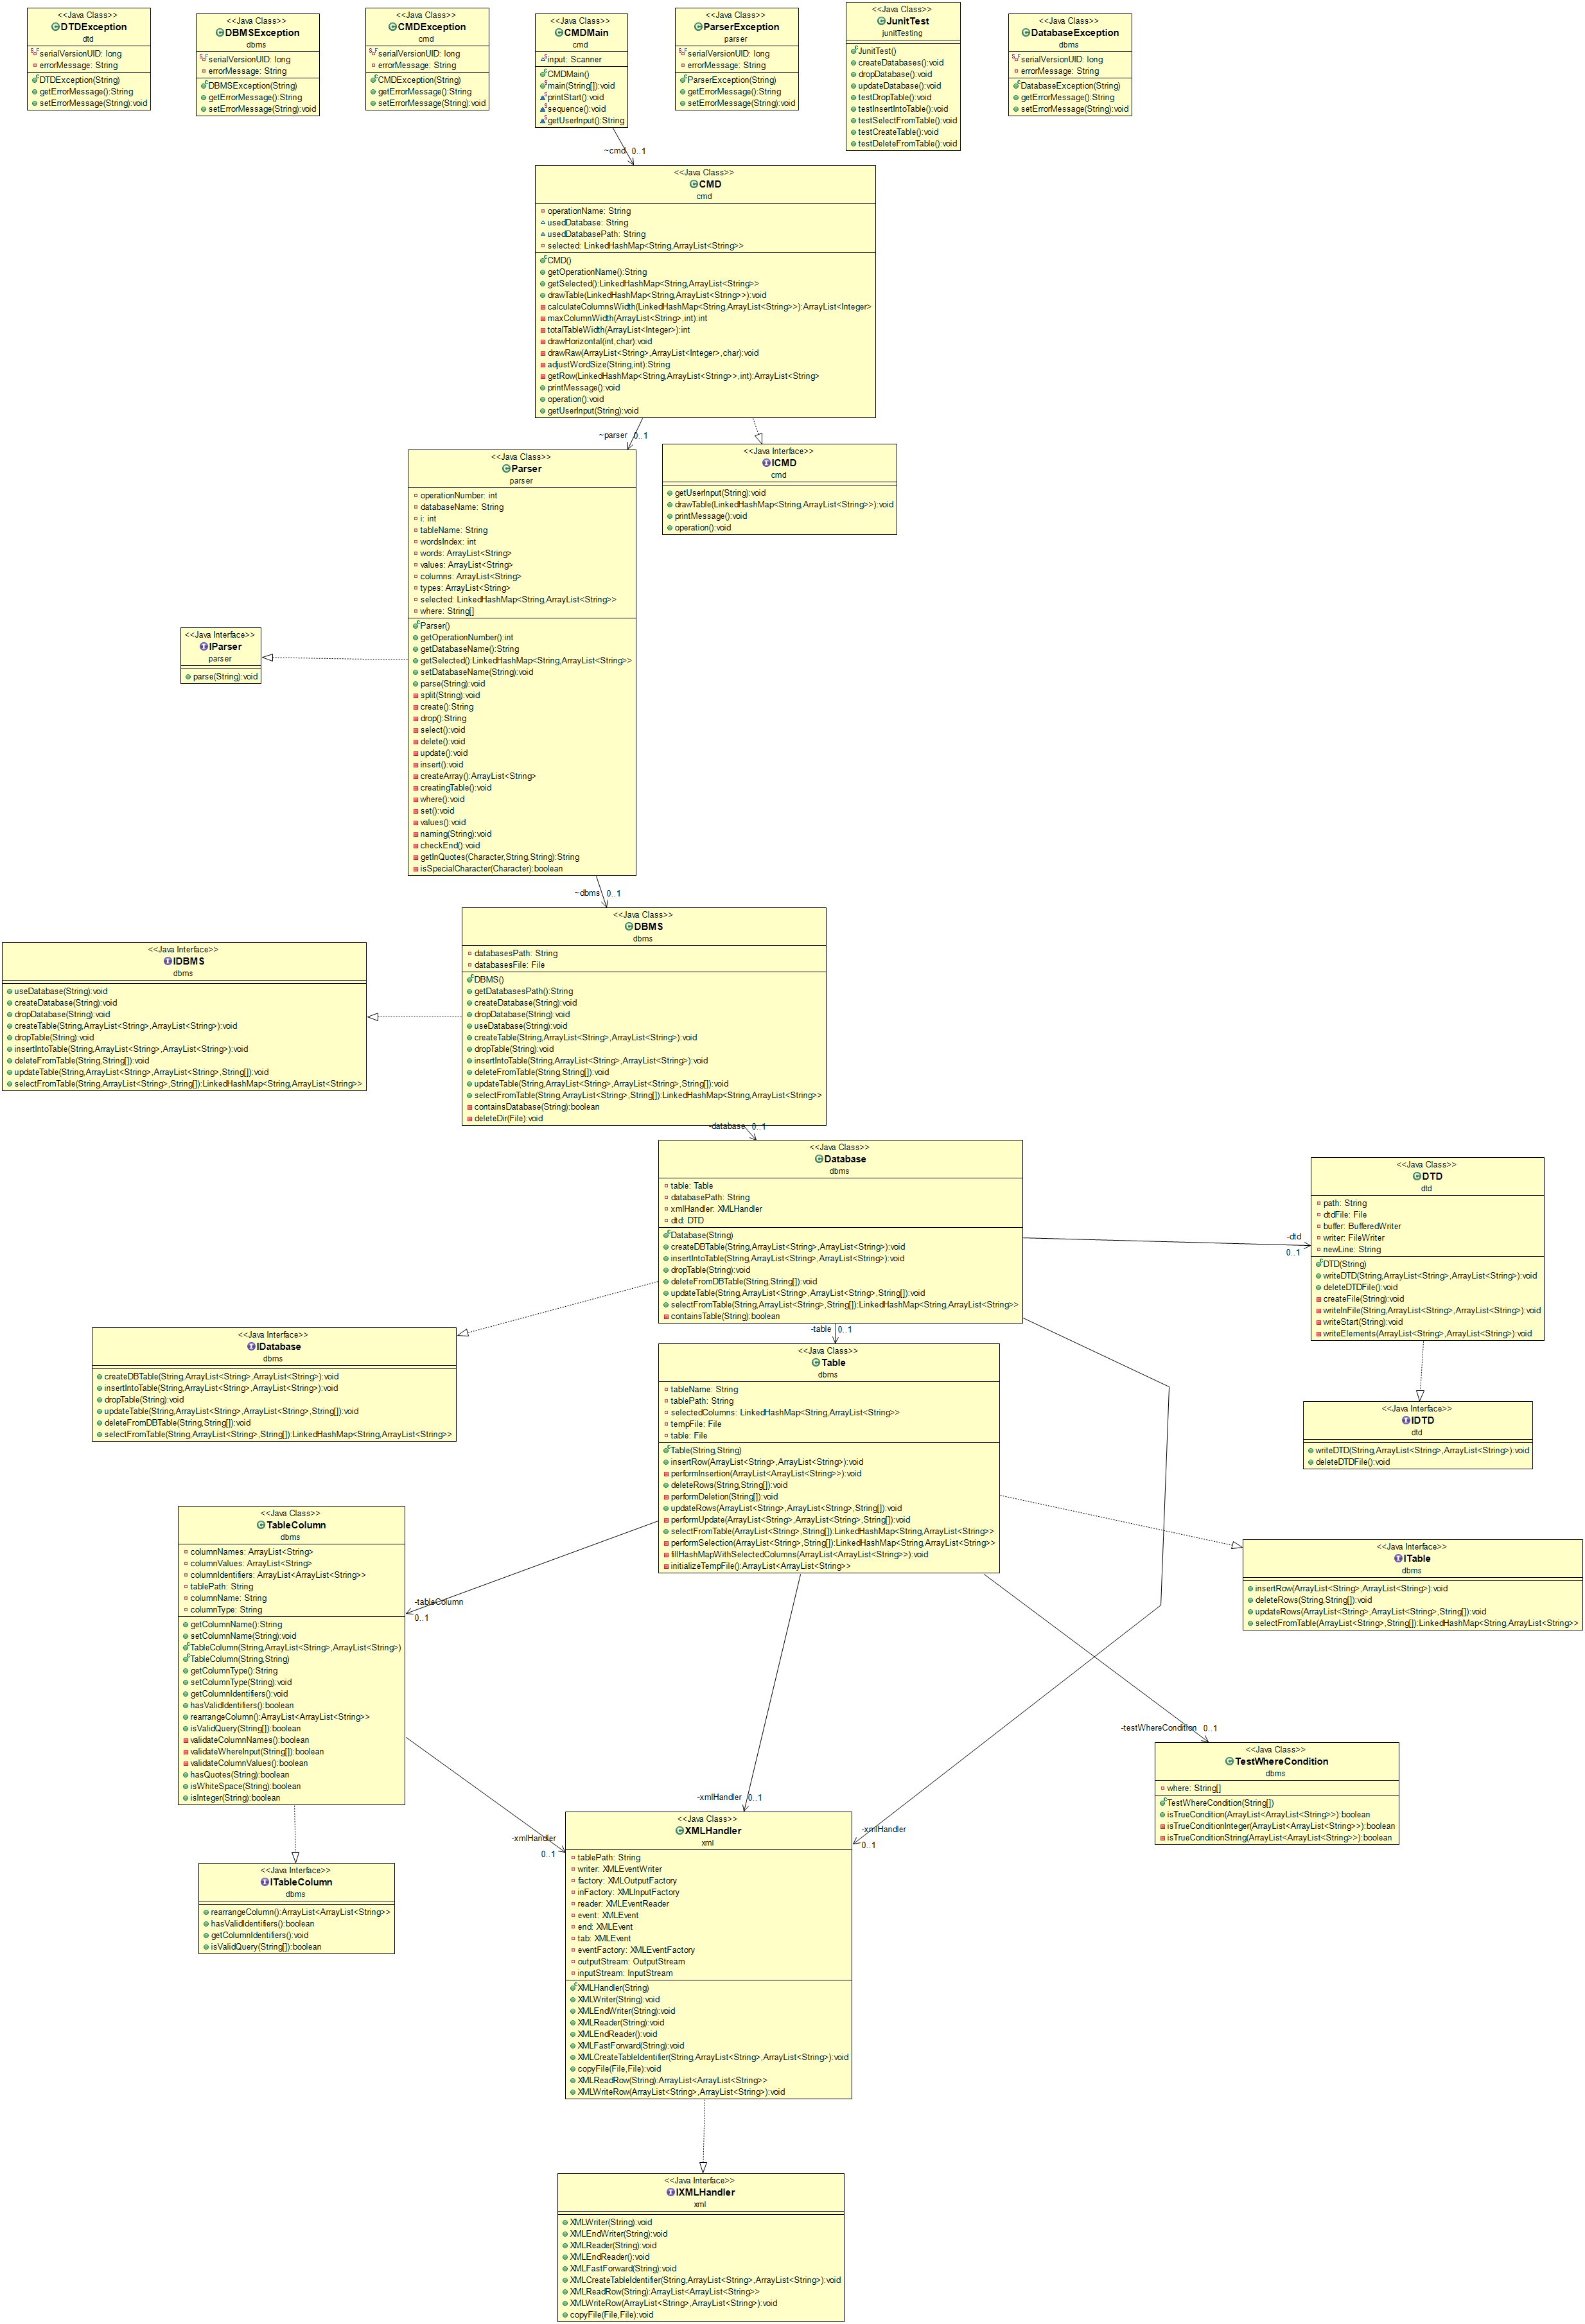 <<Java Class>>
DTDException
dtd
serialVersionUID: long
errorMessage: String
DTDException(String)
getErrorMessage():String
setErrorMessage(String):void
<<Java Class>>
DBMSException
dbms
serialVersionUID: long
errorMessage: String
DBMSException(String)
getErrorMessage():String
setErrorMessage(String):void
<<Java Class>>
CMDException
cmd
serialVersionUID: long
errorMessage: String
CMDException(String)
getErrorMessage():String
setErrorMessage(String):void
<<Java Class>>
CMDMain
cmd
input: Scanner
CMDMain()
main(String[]):void
printStart():void
sequence():void
getUserInput():String
<<Java Class>>
ParserException
parser
serialVersionUID: long
errorMessage: String
ParserException(String)
getErrorMessage():String
setErrorMessage(String):void
<<Java Class>>
JunitTest
junitTesting
JunitTest()
createDatabases():void
dropDatabase():void
updateDatabase():void
testDropTable():void
testInsertIntoTable():void
testSelectFromTable():void
testCreateTable():void
testDeleteFromTable():void
<<Java Class>>
DatabaseException
dbms
serialVersionUID: long
errorMessage: String
DatabaseException(String)
getErrorMessage():String
setErrorMessage(String):void
~cmd 0..1
<<Java Class>>
CMD
cmd
operationName: String
usedDatabase: String
usedDatabasePath: String
selected: LinkedHashMap<String,ArrayList<String>>
CMD()
getOperationName():String
getSelected():LinkedHashMap<String,ArrayList<String>>
drawTable(LinkedHashMap<String,ArrayList<String>>):void
calculateColumnsWidth(LinkedHashMap<String,ArrayList<String>>):ArrayList<Integer>
maxColumnWidth(ArrayList<String>,int):int
totalTableWidth(ArrayList<Integer>):int
drawHorizontal(int,char):void
drawRaw(ArrayList<String>,ArrayList<Integer>,char):void
adjustWordSize(String,int):String
getRow(LinkedHashMap<String,ArrayList<String>>,int):ArrayList<String>
printMessage():void
operation():void
getUserInput(String):void
~parser 0..1
<<Java Interface>>
ICMD
cmd
getUserInput(String):void
drawTable(LinkedHashMap<String,ArrayList<String>>):void
printMessage():void
operation():void
<<Java Class>>
Parser
parser
operationNumber: int
databaseName: String
i: int
tableName: String
wordsIndex: int
words: ArrayList<String>
values: ArrayList<String>
columns: ArrayList<String>
types: ArrayList<String>
selected: LinkedHashMap<String,ArrayList<String>>
where: String[]
Parser()
getOperationNumber():int
getDatabaseName():String
getSelected():LinkedHashMap<String,ArrayList<String>>
setDatabaseName(String):void
parse(String):void
split(String):void
create():String
drop():String
select():void
delete():void
update():void
insert():void
createArray():ArrayList<String>
creatingTable():void
where():void
set():void
values():void
naming(String):void
checkEnd():void
getInQuotes(Character,String,String):String
isSpecialCharacter(Character):boolean
<<Java Interface>>
IParser
parser
parse(String):void
~dbms 0..1
<<Java Class>>
DBMS
dbms
databasesPath: String
databasesFile: File
DBMS()
getDatabasesPath():String
createDatabase(String):void
dropDatabase(String):void
useDatabase(String):void
createTable(String,ArrayList<String>,ArrayList<String>):void
dropTable(String):void
insertIntoTable(String,ArrayList<String>,ArrayList<String>):void
deleteFromTable(String,String[]):void
updateTable(String,ArrayList<String>,ArrayList<String>,String[]):void
selectFromTable(String,ArrayList<String>,String[]):LinkedHashMap<String,ArrayList<String>>
containsDatabase(String):boolean
deleteDir(File):void
<<Java Interface>>
IDBMS
dbms
useDatabase(String):void
createDatabase(String):void
dropDatabase(String):void
createTable(String,ArrayList<String>,ArrayList<String>):void
dropTable(String):void
insertIntoTable(String,ArrayList<String>,ArrayList<String>):void
deleteFromTable(String,String[]):void
updateTable(String,ArrayList<String>,ArrayList<String>,String[]):void
selectFromTable(String,ArrayList<String>,String[]):LinkedHashMap<String,ArrayList<String>>
-database 0..1
<<Java Class>>
Database
dbms
table: Table
databasePath: String
xmlHandler: XMLHandler
dtd: DTD
Database(String)
createDBTable(String,ArrayList<String>,ArrayList<String>):void
insertIntoTable(String,ArrayList<String>,ArrayList<String>):void
dropTable(String):void
deleteFromDBTable(String,String[]):void
updateTable(String,ArrayList<String>,ArrayList<String>,String[]):void
selectFromTable(String,ArrayList<String>,String[]):LinkedHashMap<String,ArrayList<String>>
containsTable(String):boolean
-dtd
0..1
<<Java Class>>
DTD
dtd
path: String
dtdFile: File
buffer: BufferedWriter
writer: FileWriter
newLine: String
DTD(String)
writeDTD(String,ArrayList<String>,ArrayList<String>):void
deleteDTDFile():void
createFile(String):void
writeInFile(String,ArrayList<String>,ArrayList<String>):void
writeStart(String):void
writeElements(ArrayList<String>,ArrayList<String>):void
<<Java Interface>>
IDatabase
dbms
createDBTable(String,ArrayList<String>,ArrayList<String>):void
insertIntoTable(String,ArrayList<String>,ArrayList<String>):void
dropTable(String):void
updateTable(String,ArrayList<String>,ArrayList<String>,String[]):void
deleteFromDBTable(String,String[]):void
selectFromTable(String,ArrayList<String>,String[]):LinkedHashMap<String,ArrayList<String>>
-table 0..1
<<Java Class>>
Table
dbms
tableName: String
tablePath: String
selectedColumns: LinkedHashMap<String,ArrayList<String>>
tempFile: File
table: File
Table(String,String)
insertRow(ArrayList<String>,ArrayList<String>):void
performInsertion(ArrayList<ArrayList<String>>):void
deleteRows(String,String[]):void
performDeletion(String[]):void
updateRows(ArrayList<String>,ArrayList<String>,String[]):void
performUpdate(ArrayList<String>,ArrayList<String>,String[]):void
selectFromTable(ArrayList<String>,String[]):LinkedHashMap<String,ArrayList<String>>
performSelection(ArrayList<String>,String[]):LinkedHashMap<String,ArrayList<String>>
fillHashMapWithSelectedColumns(ArrayList<ArrayList<String>>):void
initializeTempFile():ArrayList<ArrayList<String>>
<<Java Interface>>
IDTD
dtd
writeDTD(String,ArrayList<String>,ArrayList<String>):void
deleteDTDFile():void
<<Java Class>>
TableColumn
dbms
columnNames: ArrayList<String>
columnValues: ArrayList<String>
columnIdentifiers: ArrayList<ArrayList<String>>
tablePath: String
columnName: String
columnType: String
getColumnName():String
setColumnName(String):void
TableColumn(String,ArrayList<String>,ArrayList<String>)
TableColumn(String,String)
getColumnType():String
setColumnType(String):void
getColumnIdentifiers():void
hasValidIdentifiers():boolean
rearrangeColumn():ArrayList<ArrayList<String>>
isValidQuery(String[]):boolean
validateColumnNames():boolean
validateWhereInput(String[]):boolean
validateColumnValues():boolean
hasQuotes(String):boolean
isWhiteSpace(String):boolean
isInteger(String):boolean
-tableColumn
0..1
<<Java Interface>>
ITable
dbms
insertRow(ArrayList<String>,ArrayList<String>):void
deleteRows(String,String[]):void
updateRows(ArrayList<String>,ArrayList<String>,String[]):void
selectFromTable(ArrayList<String>,String[]):LinkedHashMap<String,ArrayList<String>>
-testWhereCondition 0..1
<<Java Class>>
TestWhereCondition
dbms
where: String[]
TestWhereCondition(String[])
isTrueCondition(ArrayList<ArrayList<String>>):boolean
isTrueConditionInteger(ArrayList<ArrayList<String>>):boolean
isTrueConditionString(ArrayList<ArrayList<String>>):boolean
-xmlHandler 0..1
-xmlHandler
0..1
-xmlHandler
0..1
<<Java Class>>
XMLHandler
xml
tablePath: String
writer: XMLEventWriter
factory: XMLOutputFactory
inFactory: XMLInputFactory
reader: XMLEventReader
event: XMLEvent
end: XMLEvent
tab: XMLEvent
eventFactory: XMLEventFactory
outputStream: OutputStream
inputStream: InputStream
XMLHandler(String)
XMLWriter(String):void
XMLEndWriter(String):void
XMLReader(String):void
XMLEndReader():void
XMLFastForward(String):void
XMLCreateTableIdentifier(String,ArrayList<String>,ArrayList<String>):void
copyFile(File,File):void
XMLReadRow(String):ArrayList<ArrayList<String>>
XMLWriteRow(ArrayList<String>,ArrayList<String>):void
<<Java Interface>>
ITableColumn
dbms
rearrangeColumn():ArrayList<ArrayList<String>>
hasValidIdentifiers():boolean
getColumnIdentifiers():void
isValidQuery(String[]):boolean
<<Java Interface>>
IXMLHandler
xml
XMLWriter(String):void
XMLEndWriter(String):void
XMLReader(String):void
XMLEndReader():void
XMLFastForward(String):void
XMLCreateTableIdentifier(String,ArrayList<String>,ArrayList<String>):void
XMLReadRow(String):ArrayList<ArrayList<String>>
XMLWriteRow(ArrayList<String>,ArrayList<String>):void
copyFile(File,File):void